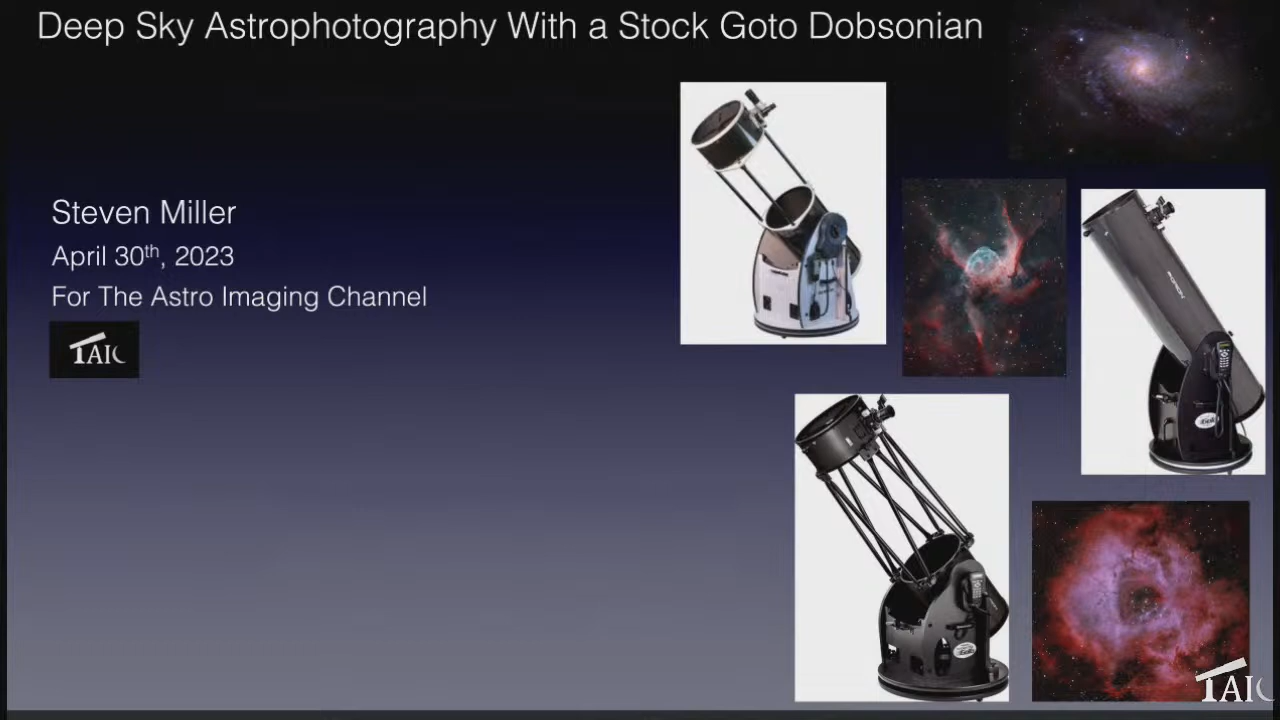 Deep Sky Astrophotography With a Stock Goto Dobsonian
Steven Miller
April 30th, 2023
For The Astro Imaging Channel
TAIC
ORION
TAIC